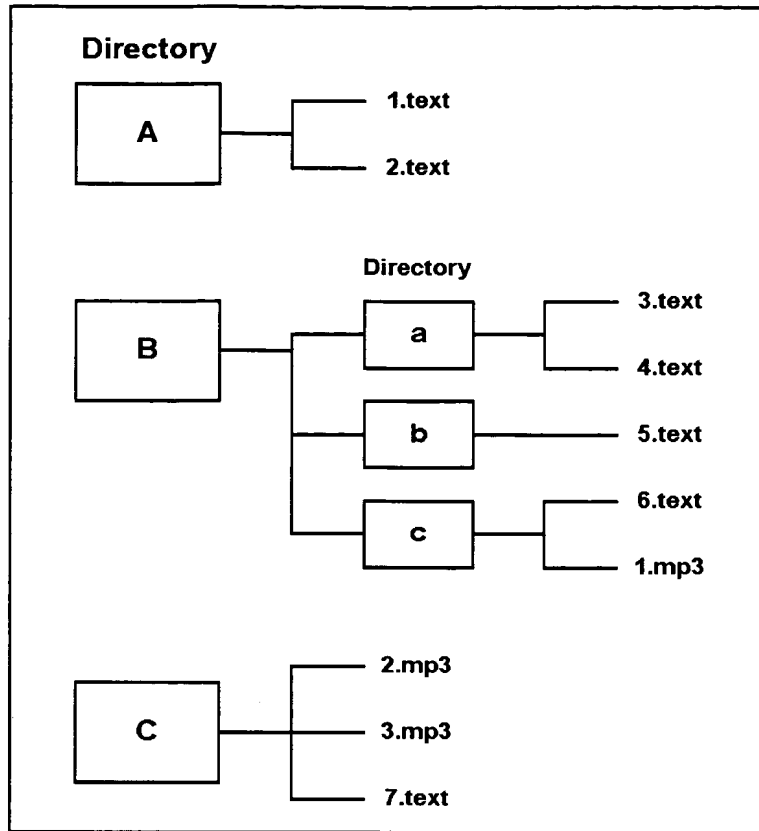 Directory
A
1.text
2.text
Directory
B
a
3.text
4.text
b
5.text
c
6.text
1.mp3
C
2.mp3
3.mp3
7.text